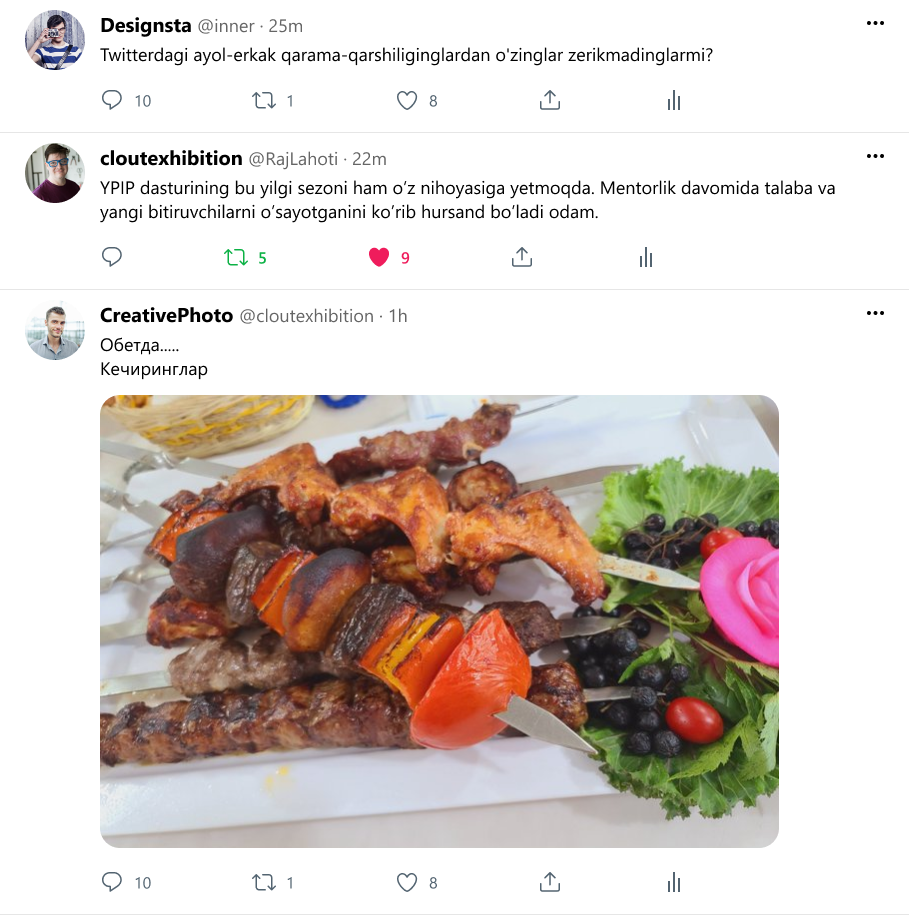 Designsta @inner · 25m
Twitterdagi ayol-erkak qarama-qarshiliginglardan o'zinglar zerikmadinglarmi?
10 1 8
cloutexhibition @RajLahoti · 22m
YPIP dasturining bu yilgi sezoni ham o‘z nihoyasiga yetmoqda. Mentorlik davomida talaba va
yangi bitiruvchilarni o‘sayotganini ko‘rib hursand bo‘ladi odam.
5 9
CreativePhoto @cloutexhibition · 1h
Обетда.....
Кечиринглар
10 1 8